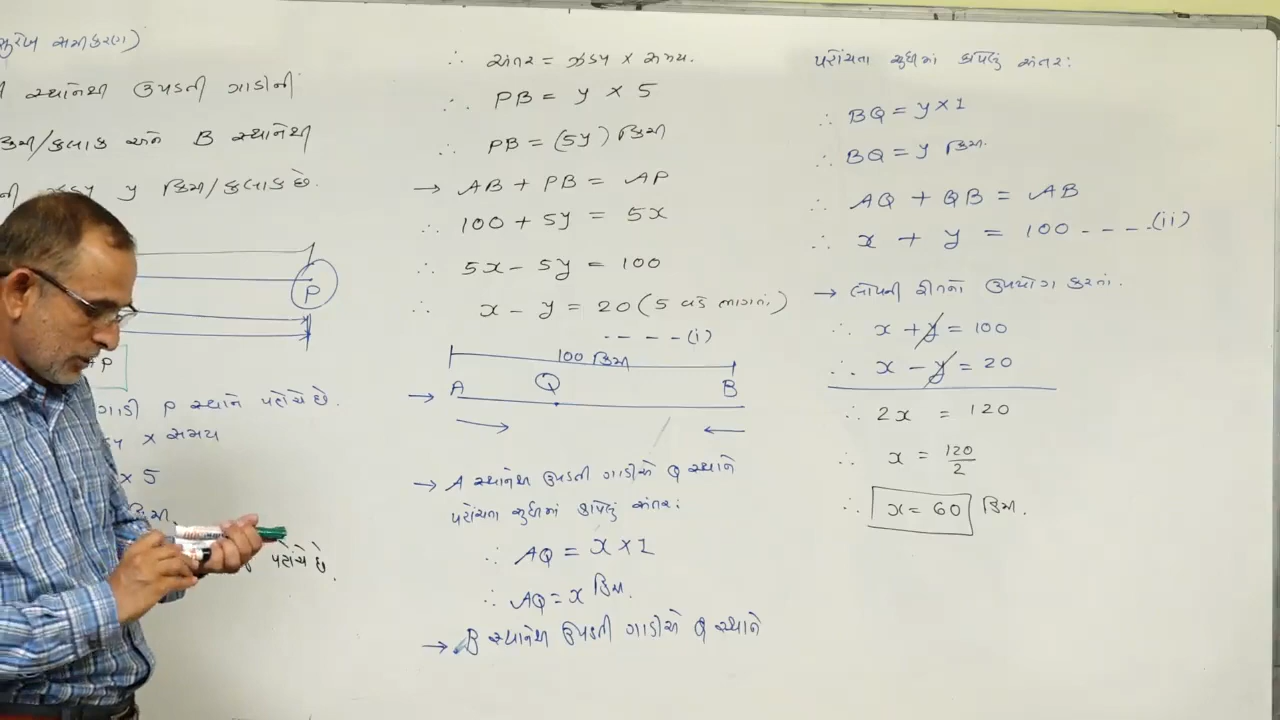 સુરેખ સમીકરણ)
સ્થાનેથી ઉપડતી ગાડીની
કિમી/કલાક અને B સ્થાનેથી
ની ઝડપ y કિમી/કલાક છે.
P
AP
ગાડી P સ્થાને પહોંચે છે.
× સમય
× 5
કિમી.
પહોંચે છે.
∴ અંતર = ઝડપ × સમય.
∴ PB = y × 5
∴ PB = (5y) કિમી
→ AB + PB = AP
∴ 100 + 5y = 5x
∴ 5x - 5y = 100
∴ x - y = 20 (5 વડે ભાગતાં)
---- (i)
100 કિમી
→ A Q B
→ A સ્થાનેથી ઉપડતી ગાડીએ Q સ્થાને
પહોંચતા સુધીમાં કાપેલું અંતર:
∴ AQ = x × 1
∴ AQ = x કિમી.
→ B સ્થાનેથી ઉપડતી ગાડીએ Q સ્થાને
પહોંચતા સુધીમાં કાપેલું અંતર:
∴ BQ = y × 1
∴ BQ = y કિમી.
∴ AQ + QB = AB
∴ x + y = 100 ---- (ii)
→ લોપની રીતનો ઉપયોગ કરતાં.
∴ x + y = 100
∴ x - y = 20
∴ 2x = 120
∴ x = 120/2
∴ x = 60 કિમી.